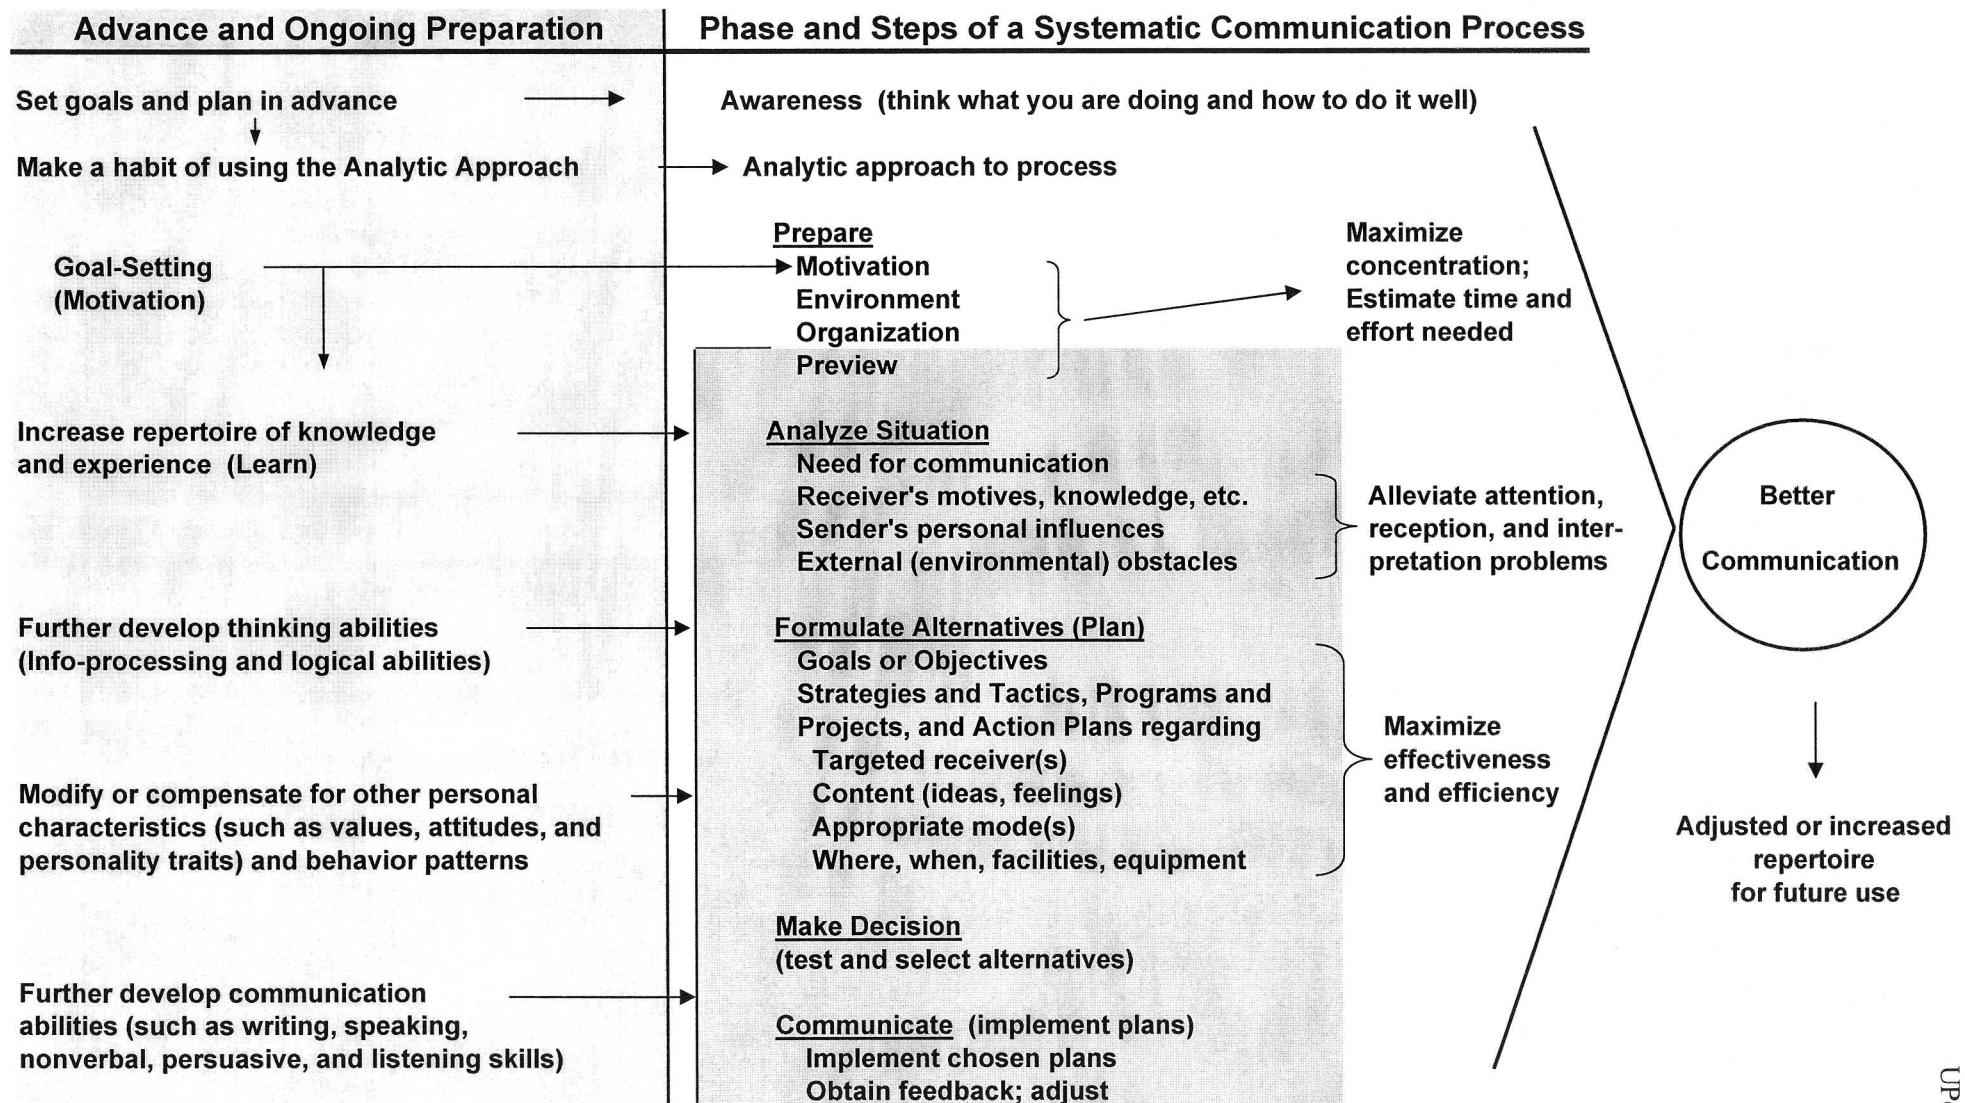 Advance and Ongoing Preparation
Phase and Steps of a Systematic Communication Process
Set goals and plan in advance
Awareness (think what you are doing and how to do it well)
Make a habit of using the Analytic Approach
Analytic approach to process
Goal-Setting
(Motivation)
Prepare
Motivation
Environment
Organization
Preview
Maximize
concentration;
Estimate time and
effort needed
Increase repertoire of knowledge
and experience (Learn)
Analyze Situation
Need for communication
Receiver's motives, knowledge, etc.
Sender's personal influences
External (environmental) obstacles
Alleviate attention,
reception, and inter-
pretation problems
Better
Communication
Further develop thinking abilities
(Info-processing and logical abilities)
Formulate Alternatives (Plan)
Goals or Objectives
Strategies and Tactics, Programs and
Projects, and Action Plans regarding
Targeted receiver(s)
Content (ideas, feelings)
Appropriate mode(s)
Where, when, facilities, equipment
Maximize
effectiveness
and efficiency
Modify or compensate for other personal
characteristics (such as values, attitudes, and
personality traits) and behavior patterns
Adjusted or increased
repertoire
for future use
Make Decision
(test and select alternatives)
Further develop communication
abilities (such as writing, speaking,
nonverbal, persuasive, and listening skills)
Communicate (implement plans)
Implement chosen plans
Obtain feedback; adjust
UP